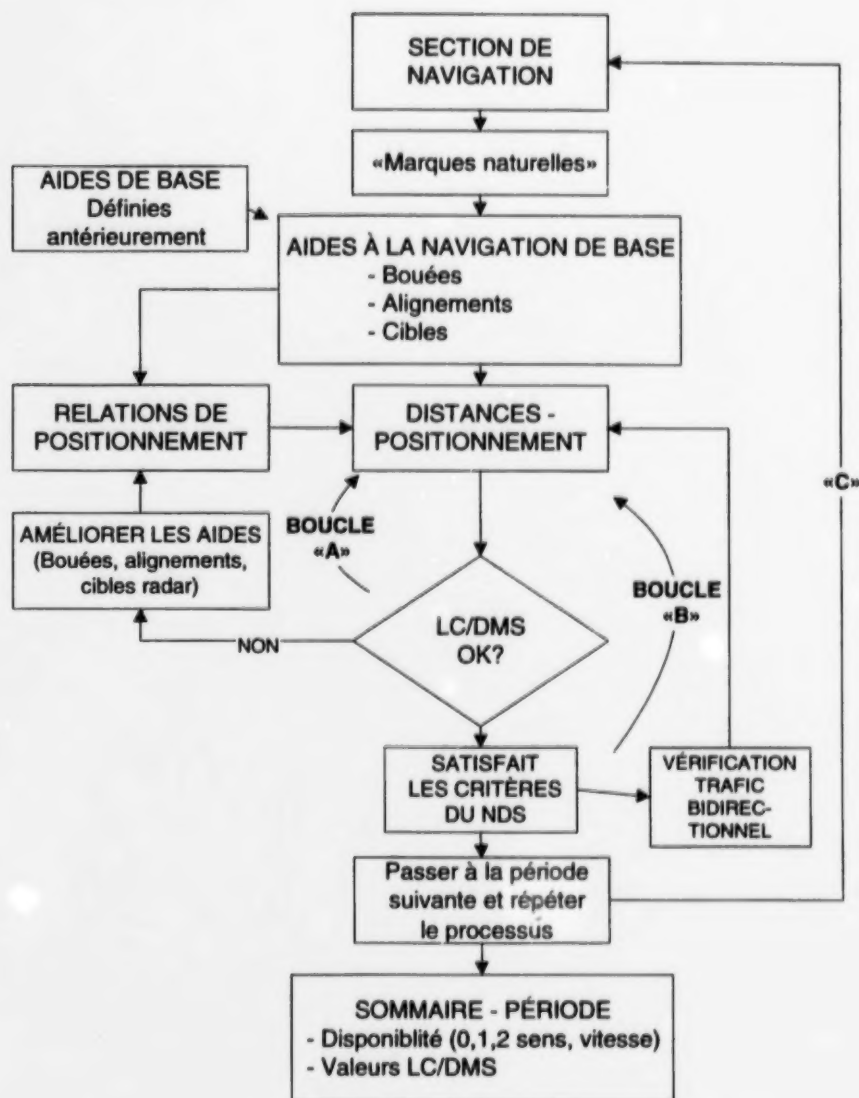 SECTION DE
NAVIGATION
«Marques naturelles»
AIDES DE BASE
Définies
antérieurement
AIDES À LA NAVIGATION DE BASE
- Bouées
- Alignements
- Cibles
RELATIONS DE
POSITIONNEMENT
DISTANCES -
POSITIONNEMENT
«C»
AMÉLIORER LES AIDES
(Bouées, alignements,
cibles radar)
BOUCLE
«A»
BOUCLE
«B»
LC/DMS
OK?
NON
SATISFAIT
LES CRITÈRES
DU NDS
VÉRIFICATION
TRAFIC
BIDIREC-
TIONNEL
Passer à la période
suivante et répéter
le processus
SOMMAIRE - PÉRIODE
- Disponiblité (0,1,2 sens, vitesse)
- Valeurs LC/DMS